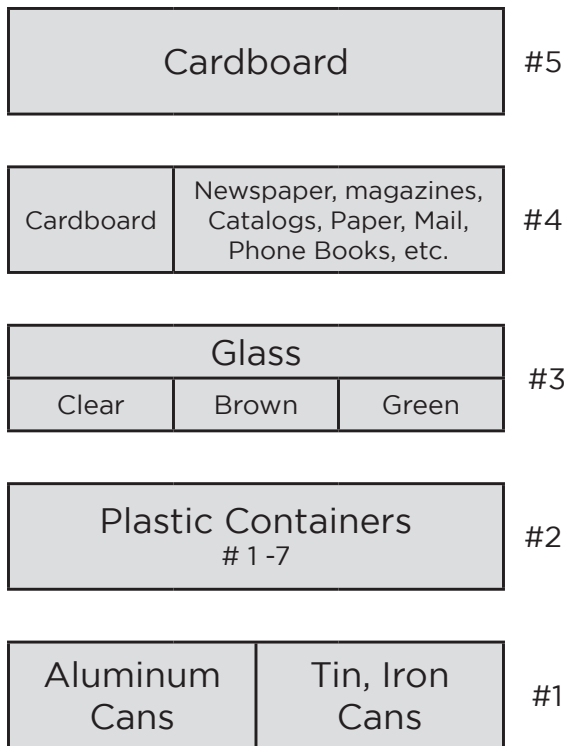 Cardboard
#5
Cardboard
Newspaper, magazines,
Catalogs, Paper, Mail,
Phone Books, etc.
#4
Glass
Clear
Brown
Green
#3
Plastic Containers
# 1 -7
#2
Aluminum
Cans
Tin, Iron
Cans
#1